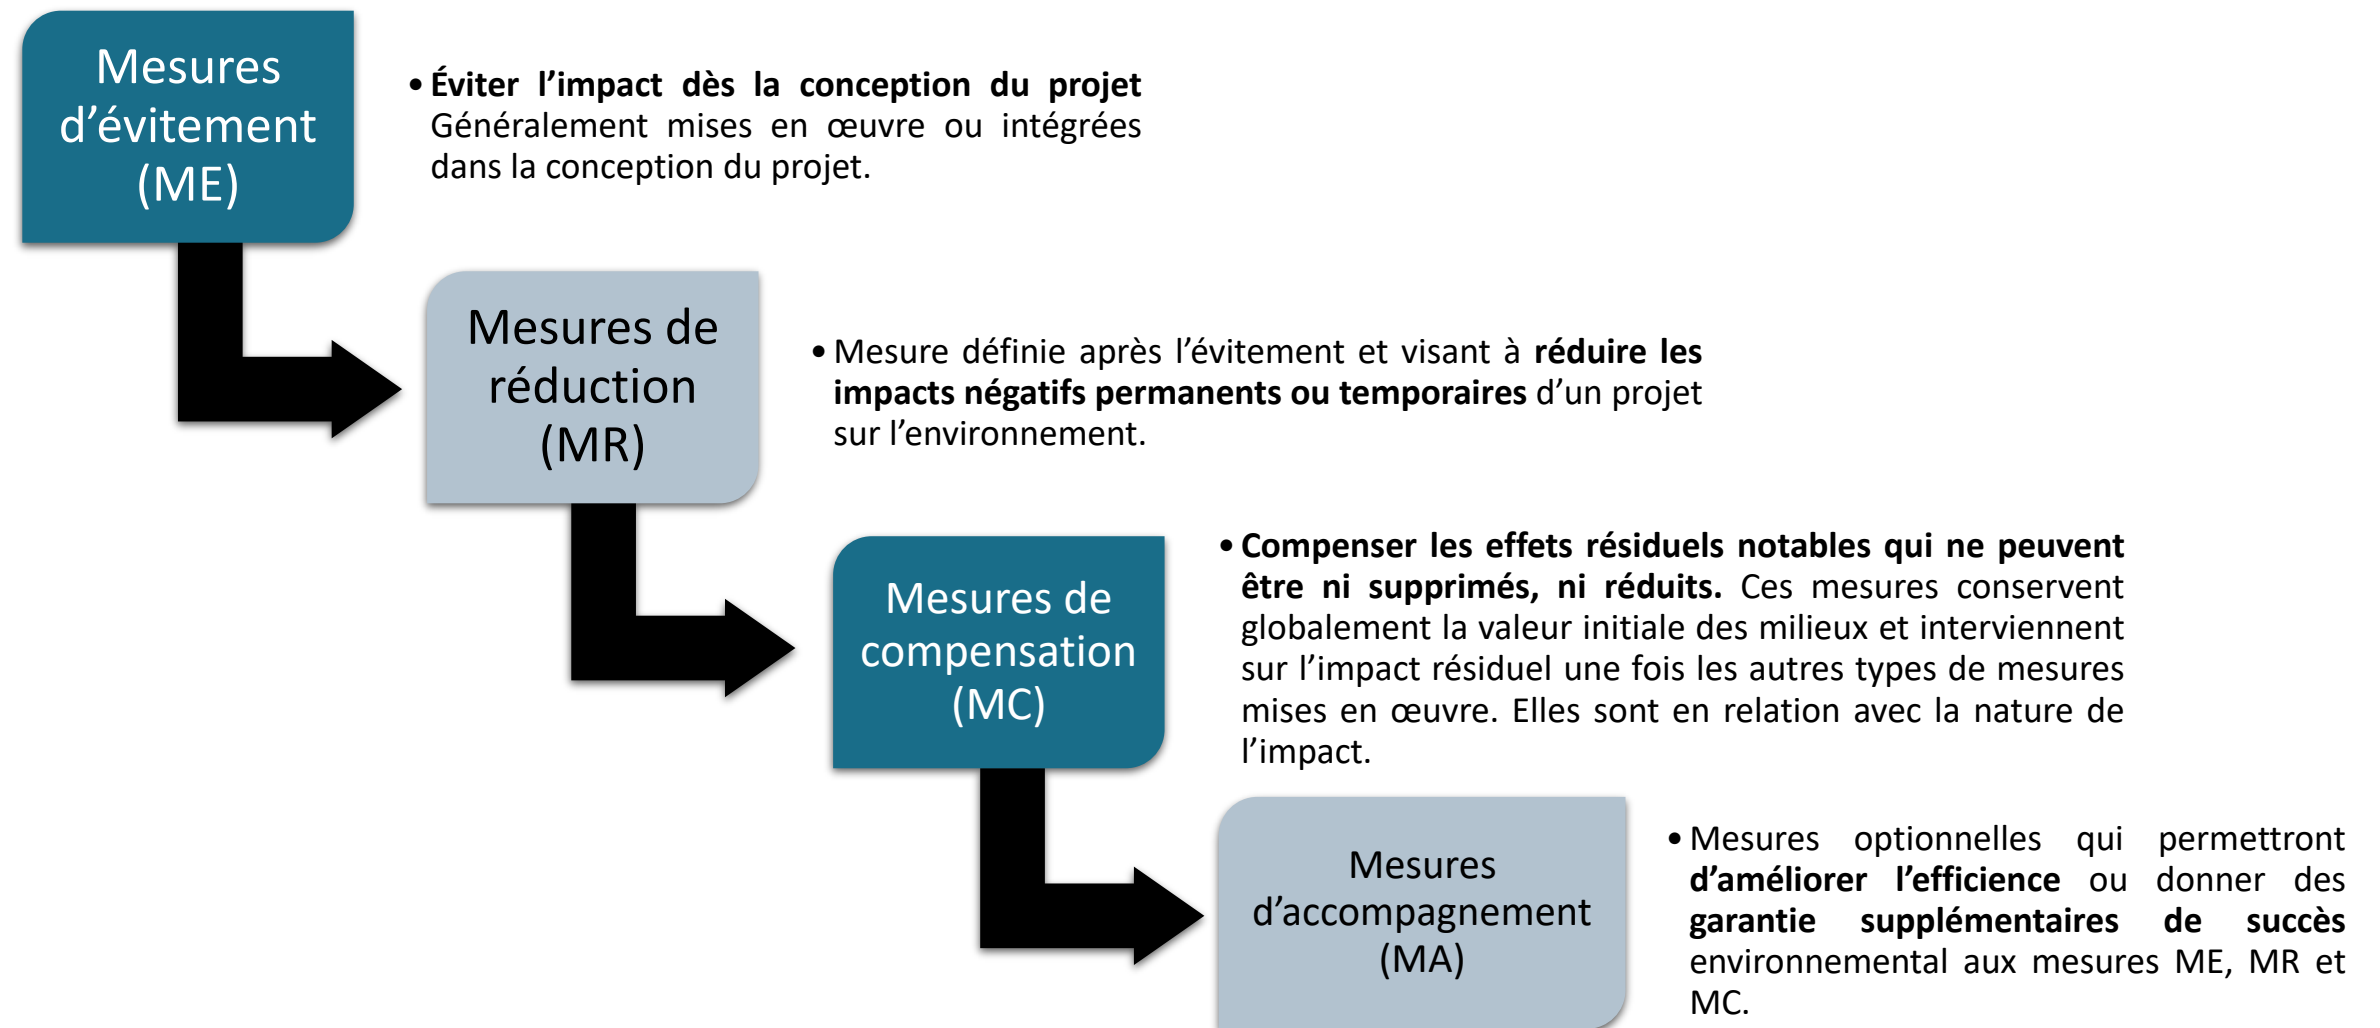 Mesures
d’évitement
(ME)
• Éviter l’impact dès la conception du projet
Généralement mises en œuvre ou intégrées
dans la conception du projet.
Mesures de
réduction
(MR)
• Mesure définie après l’évitement et visant à réduire les
impacts négatifs permanents ou temporaires d’un projet
sur l’environnement.
Mesures de
compensation
(MC)
• Compenser les effets résiduels notables qui ne peuvent
être ni supprimés, ni réduits. Ces mesures conservent
globalement la valeur initiale des milieux et interviennent
sur l’impact résiduel une fois les autres types de mesures
mises en œuvre. Elles sont en relation avec la nature de
l’impact.
Mesures
d’accompagnement
(MA)
• Mesures optionnelles qui permettront
d’améliorer l’efficience ou donner des
garantie supplémentaires de succès
environnemental aux mesures ME, MR et
MC.